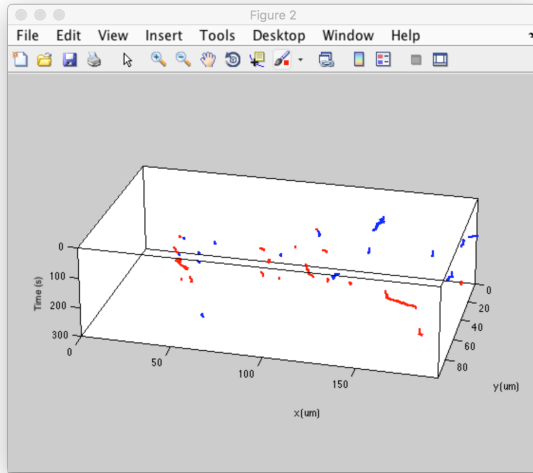 Figure 2
File Edit View Insert Tools Desktop Window Help
0
100
200
300
Time (s)
0
50
100
150
x(um)
0
20
40
60
80
y(um)